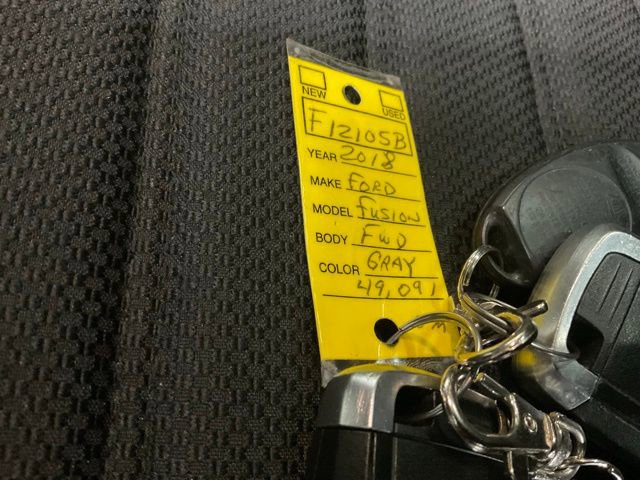 NEW USED
F12105B
YEAR 2018
MAKE FORD
MODEL FUSION
BODY FWD
COLOR GRAY
49,091